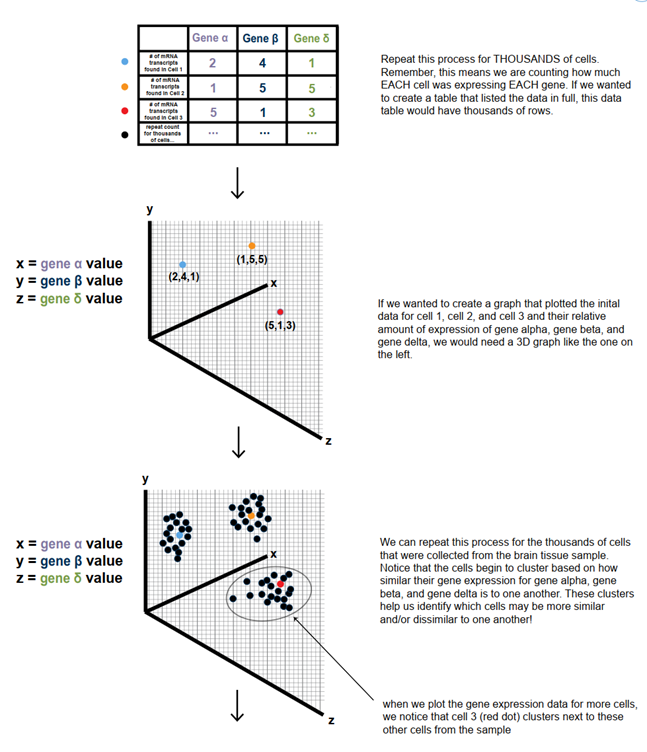 Gene α Gene β Gene δ
# of mRNA
transcripts
found in Cell 1
2 4 1
# of mRNA
transcripts
found in Cell 2
1 5 5
# of mRNA
transcripts
found in Cell 3
5 1 3
repeat count
for thousands
of cells...
... ... ...
Repeat this process for THOUSANDS of cells.
Remember, this means we are counting how much
EACH cell was expressing EACH gene. If we wanted
to create a table that listed the data in full, this data
table would have thousands of rows.
y
x = gene α value
y = gene β value
z = gene δ value
(2,4,1)
(1,5,5)
x
(5,1,3)
z
If we wanted to create a graph that plotted the inital
data for cell 1, cell 2, and cell 3 and their relative
amount of expression of gene alpha, gene beta, and
gene delta, we would need a 3D graph like the one on
the left.
y
x = gene α value
y = gene β value
z = gene δ value
x
z
We can repeat this process for the thousands of cells
that were collected from the brain tissue sample.
Notice that the cells begin to cluster based on how
similar their gene expression for gene alpha, gene
beta, and gene delta is to one another. These clusters
help us identify which cells may be more similar
and/or dissimilar to one another!
when we plot the gene expression data for more cells,
we notice that cell 3 (red dot) clusters next to these
other cells from the sample